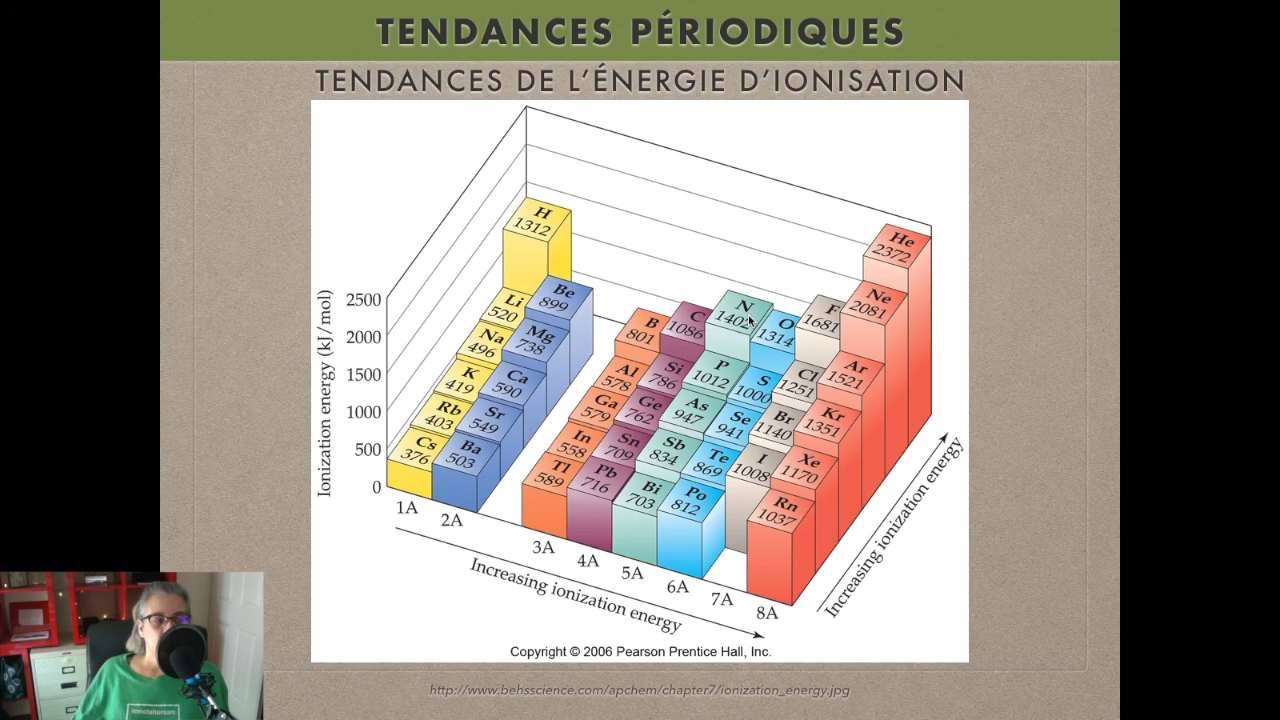 TENDANCES PÉRIODIQUES
TENDANCES DE L'ÉNERGIE D'IONISATION
H
1312
He
2372
Li
520
Be
899
B
801
C
1086
N
1402
O
1314
F
1681
Ne
2081
Na
496
Mg
738
Al
578
Si
786
P
1012
S
1000
Cl
1251
Ar
1521
K
419
Ca
590
Ga
579
Ge
762
As
947
Se
941
Br
1140
Kr
1351
Rb
403
Sr
549
In
558
Sn
709
Sb
834
Te
869
I
1008
Xe
1170
Cs
376
Ba
503
Tl
589
Pb
716
Bi
703
Po
812
Rn
1037
Ionization energy (kJ/mol)
2500
2000
1500
1000
500
0
1A
2A
3A
4A
5A
6A
7A
8A
Increasing ionization energy
Increasing ionization energy
Copyright © 2006 Pearson Prentice Hall, Inc.
http://www.behsscience.com/apchem/chapter7/ionization_energy.jpg